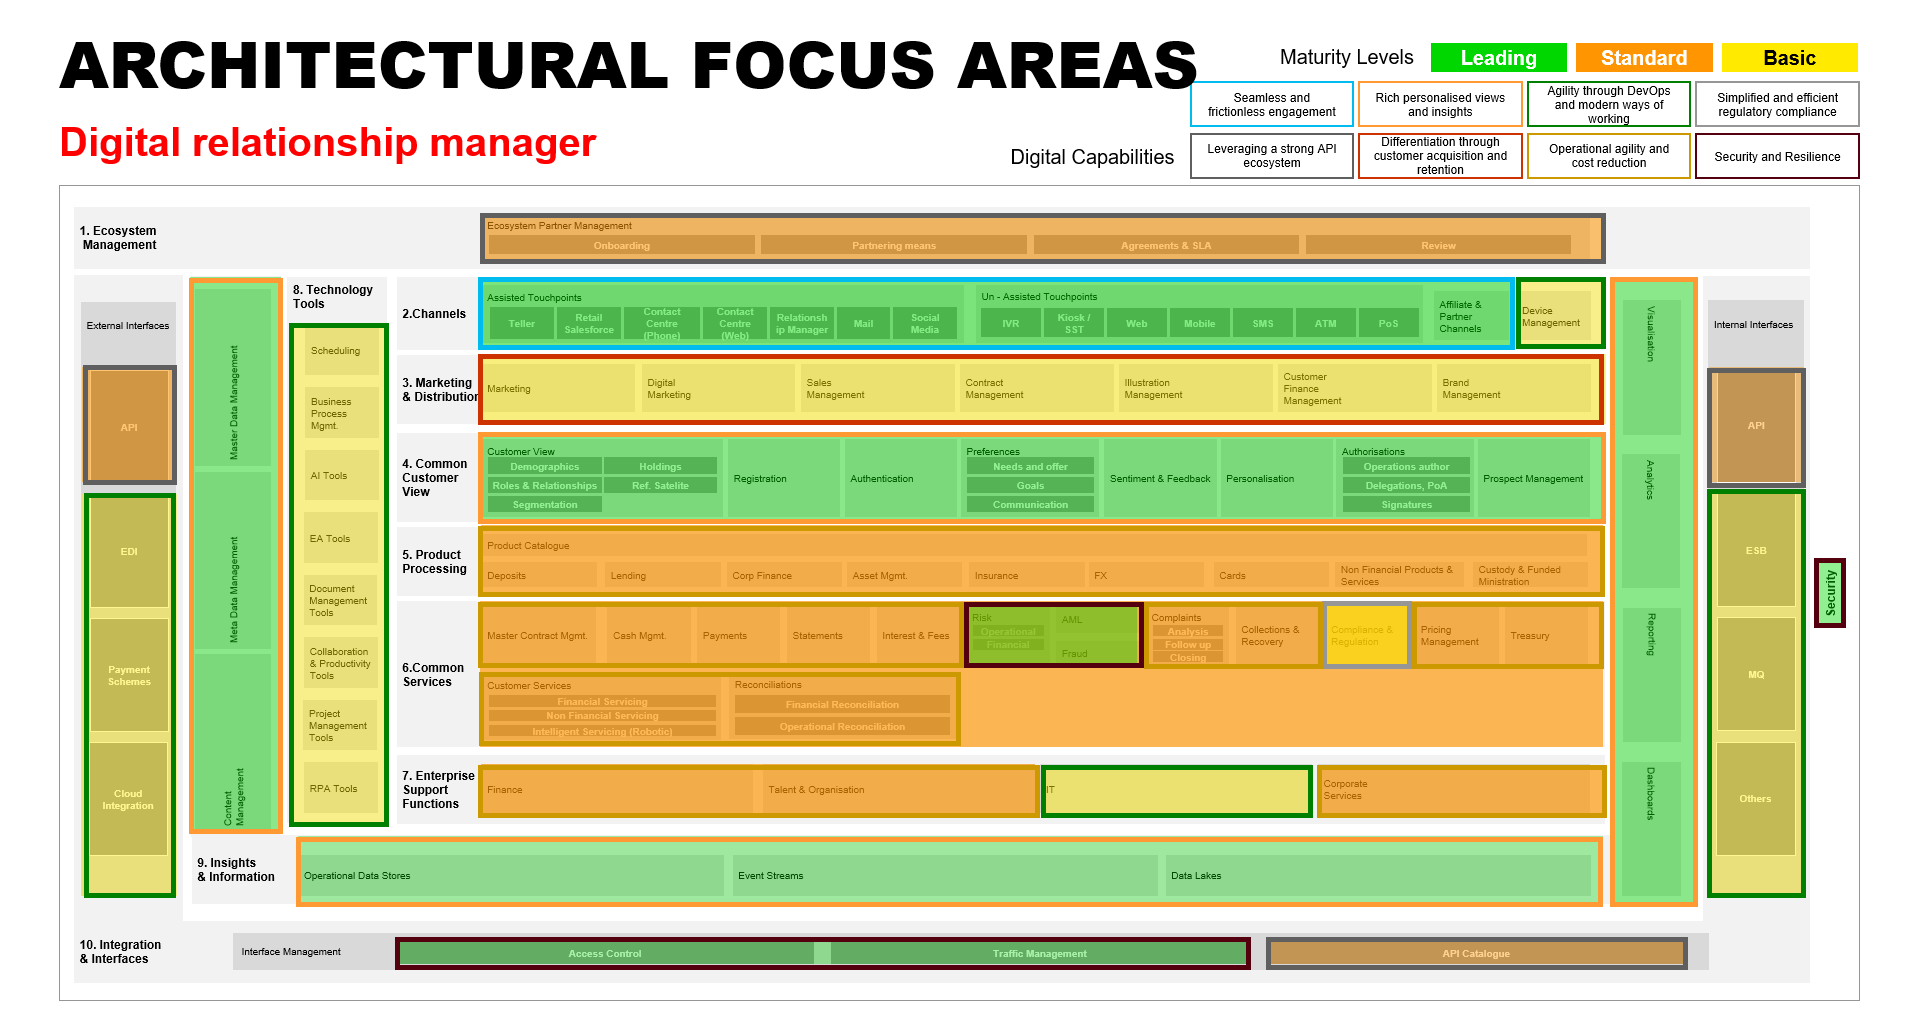 ARCHITECTURAL FOCUS AREAS
Digital relationship manager
Maturity Levels
Leading
Standard
Basic
Digital Capabilities
Seamless and
frictionless engagement
Rich personalised views
and insights
Agility through DevOps
and modern ways of
working
Simplified and efficient
regulatory compliance
Leveraging a strong API
ecosystem
Differentiation through
customer acquisition and
retention
Operational agility and
cost reduction
Security and Resilience
1. Ecosystem
Management
Ecosystem Partner Management
Onboarding
Partnering means
Agreements & SLA
Review
External Interfaces
API
EDI
Payment
Schemes
Cloud
Integration
Master Data Management
Meta Data Management
Content
Management
8. Technology
Tools
Scheduling
Business
Process
Mgmt.
AI Tools
EA Tools
Document
Management
Tools
Collaboration
& Productivity
Tools
Project
Management
Tools
RPA Tools
2.Channels
Assisted Touchpoints
Teller
Retail
Salesforce
Contact
Centre
(Phone)
Contact
Centre
(Web)
Relationsh
ip Manager
Mail
Social
Media
Un - Assisted Touchpoints
IVR
Kiosk /
SST
Web
Mobile
SMS
ATM
PoS
Affiliate &
Partner
Channels
Device
Management
3. Marketing
& Distribution
Marketing
Digital
Marketing
Sales
Management
Contract
Management
Illustration
Management
Customer
Finance
Management
Brand
Management
4. Common
Customer
View
Customer View
Demographics
Holdings
Roles & Relationships
Ref. Satelite
Segmentation
Registration
Authentication
Preferences
Needs and offer
Goals
Communication
Sentiment & Feedback
Personalisation
Authorisations
Operations author
Delegations, PoA
Signatures
Prospect Management
5. Product
Processing
Product Catalogue
Deposits
Lending
Corp Finance
Asset Mgmt.
Insurance
FX
Cards
Non Financial Products &
Services
Custody & Funded
Ministration
6.Common
Services
Master Contract Mgmt.
Cash Mgmt.
Payments
Statements
Interest & Fees
Risk
Operational
Financial
AML
Fraud
Complaints
Analysis
Follow up
Closing
Collections &
Recovery
Compliance &
Regulation
Pricing
Management
Treasury
Customer Services
Financial Servicing
Non Financial Servicing
Intelligent Servicing (Robotic)
Reconciliations
Financial Reconciliation
Operational Reconciliation
7. Enterprise
Support
Functions
Finance
Talent & Organisation
IT
Corporate
Services
9. Insights
& Information
Operational Data Stores
Event Streams
Data Lakes
Visualisation
Analytics
Reporting
Dashboards
Internal Interfaces
API
ESB
MQ
Others
Security
10. Integration
& Interfaces
Interface Management
Access Control
Traffic Management
API Catalogue